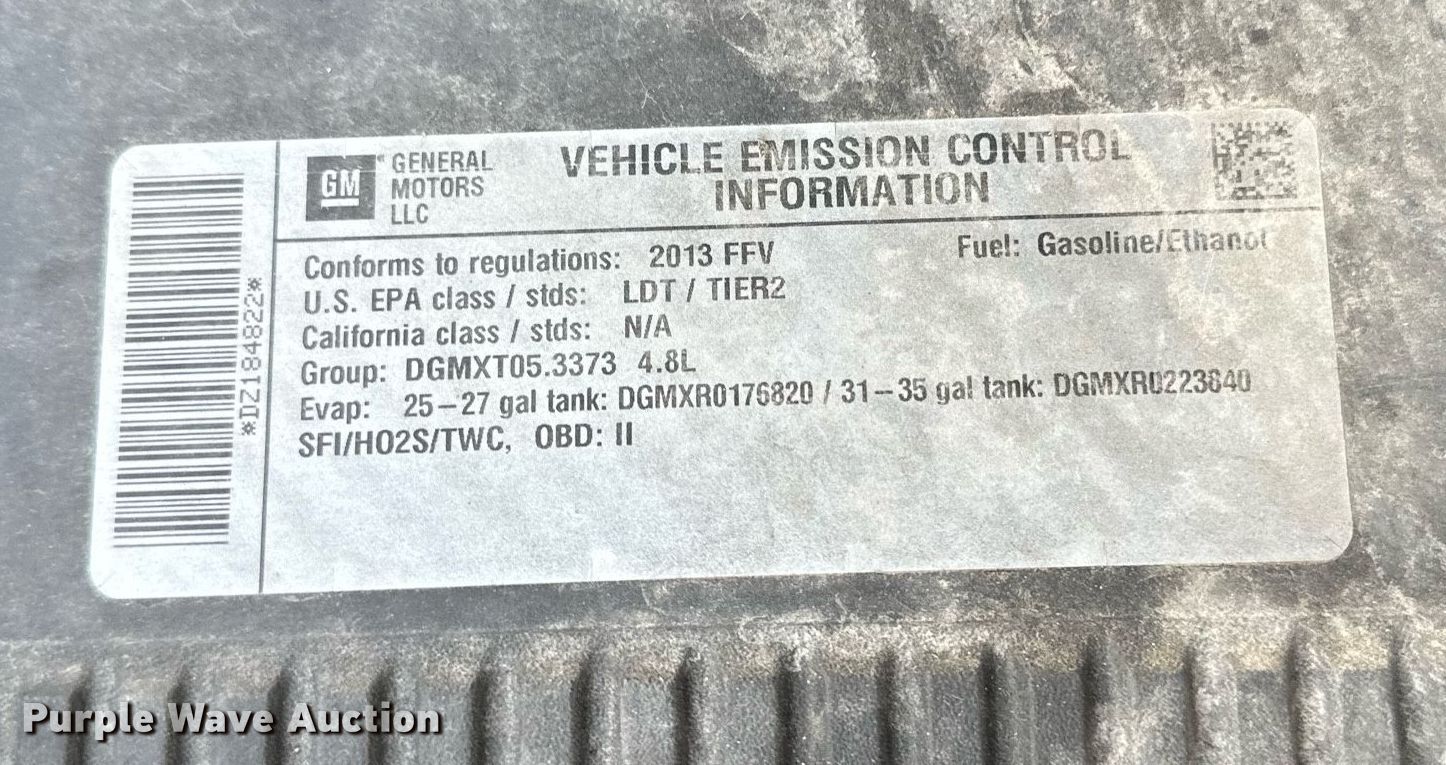 GM
GENERAL
MOTORS
LLC
VEHICLE EMISSION CONTROL
INFORMATION
Conforms to regulations: 2013 FFV
Fuel: Gasoline/Ethanol
U.S. EPA class / stds: LDT / TIER2
California class / stds: N/A
Group: DGMXT05.3373 4.8L
Evap: 25-27 gal tank: DGMXR0176820 / 31-35 gal tank: DGMXR0223840
SFI/HO2S/TWC, OBD: II
*DZ184822*
Purple Wave Auction